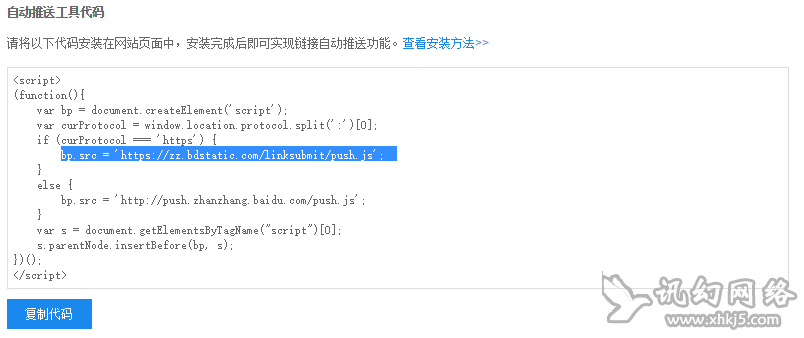 自动推送工具代码
请将以下代码安装在网站页面中，安装完成后即可实现链接自动推送功能。查看安装方法>>
<script>
(function(){
    var bp = document.createElement('script');
    var curProtocol = window.location.protocol.split(':')[0];
    if (curProtocol === 'https') {
        bp.src = 'https://zz.bdstatic.com/linksubmit/push.js';
    }
    else {
        bp.src = 'http://push.zhanzhang.baidu.com/push.js';
    }
    var s = document.getElementsByTagName("script")[0];
    s.parentNode.insertBefore(bp, s);
})();
</script>
复制代码
讯幻网络
www.xhkj5.com